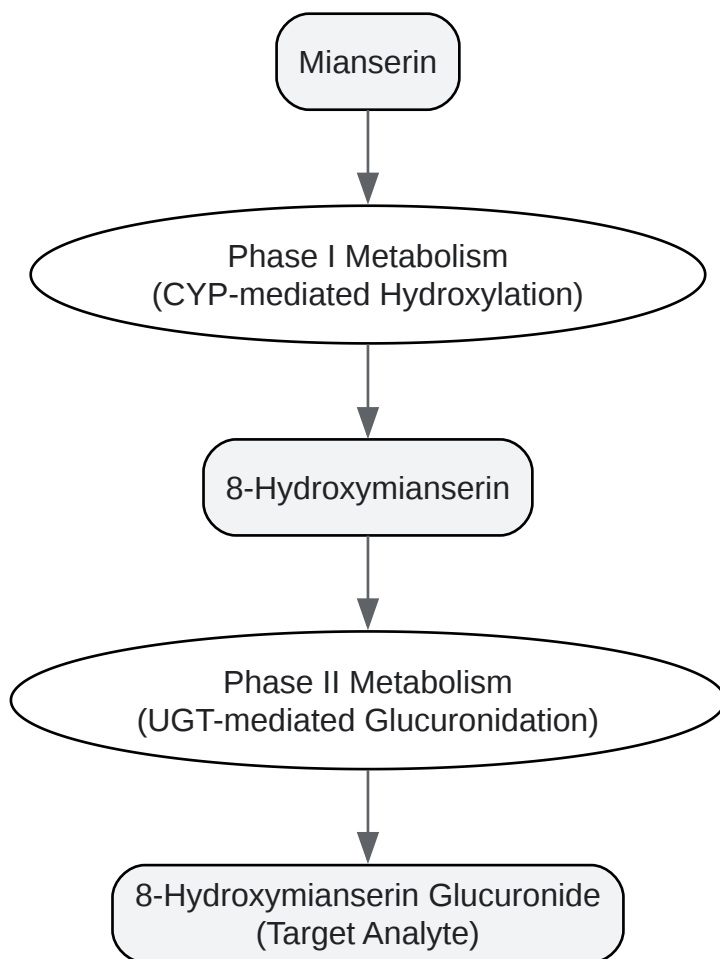 Mianserin
Phase I Metabolism
(CYP-mediated Hydroxylation)
8-Hydroxymianserin
Phase II Metabolism
(UGT-mediated Glucuronidation)
8-Hydroxymianserin Glucuronide
(Target Analyte)